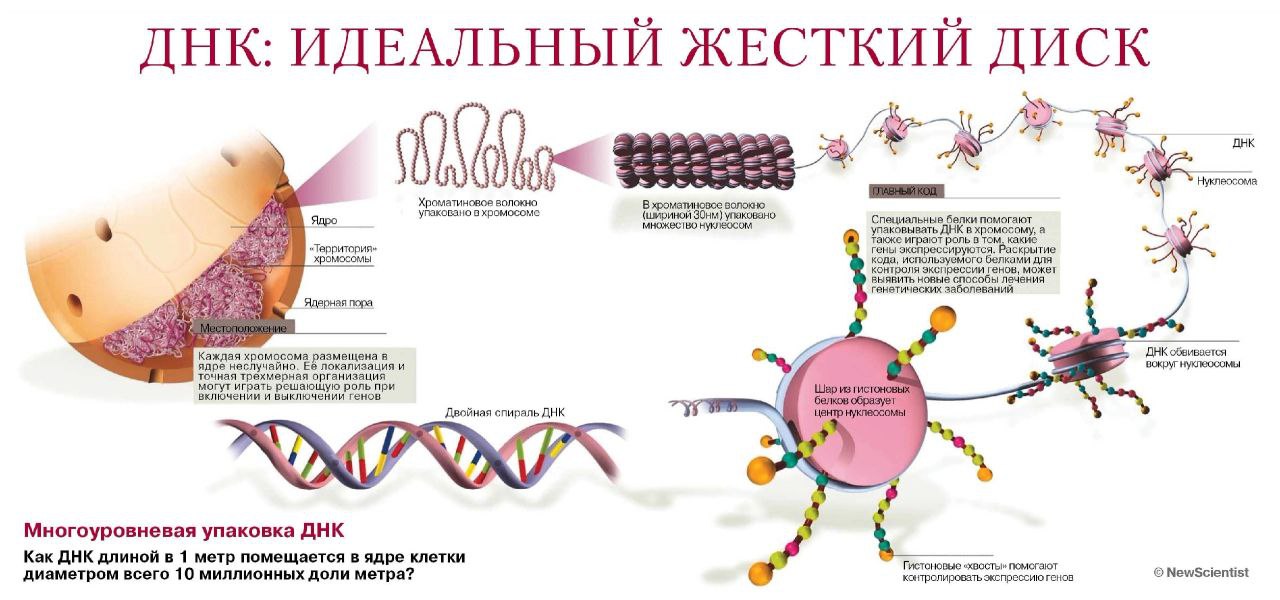 ДНК: ИДЕАЛЬНЫЙ ЖЕСТКИЙ ДИСК
Хроматиновое волокно
упаковано в хромосоме
В хроматиновое волокно
(шириной 30нм) упаковано
множество нуклеосом
ДНК
Нуклеосома
ГЛАВНЫЙ КОД
Специальные белки помогают
упаковывать ДНК в хромосому, а
также играют роль в том, какие
гены экспрессируются. Раскрытие
кода, используемого белками для
контроля экспрессии генов, может
выявить новые способы лечения
генетических заболеваний
Ядро
«Территория»
хромосомы
Ядерная пора
Местоположение
Каждая хромосома размещена в
ядре неслучайно. Её локализация и
точная трёхмерная организация
могут играть решающую роль при
включении и выключении генов
ДНК обвивается
вокруг нуклеосомы
Шар из гистоновых
белков образует
центр нуклеосомы
Двойная спираль ДНК
Многоуровневая упаковка ДНК
Как ДНК длиной в 1 метр помещается в ядре клетки
диаметром всего 10 миллионных доли метра?
Гистоновые «хвосты» помогают
контролировать экспрессию генов
© NewScientist